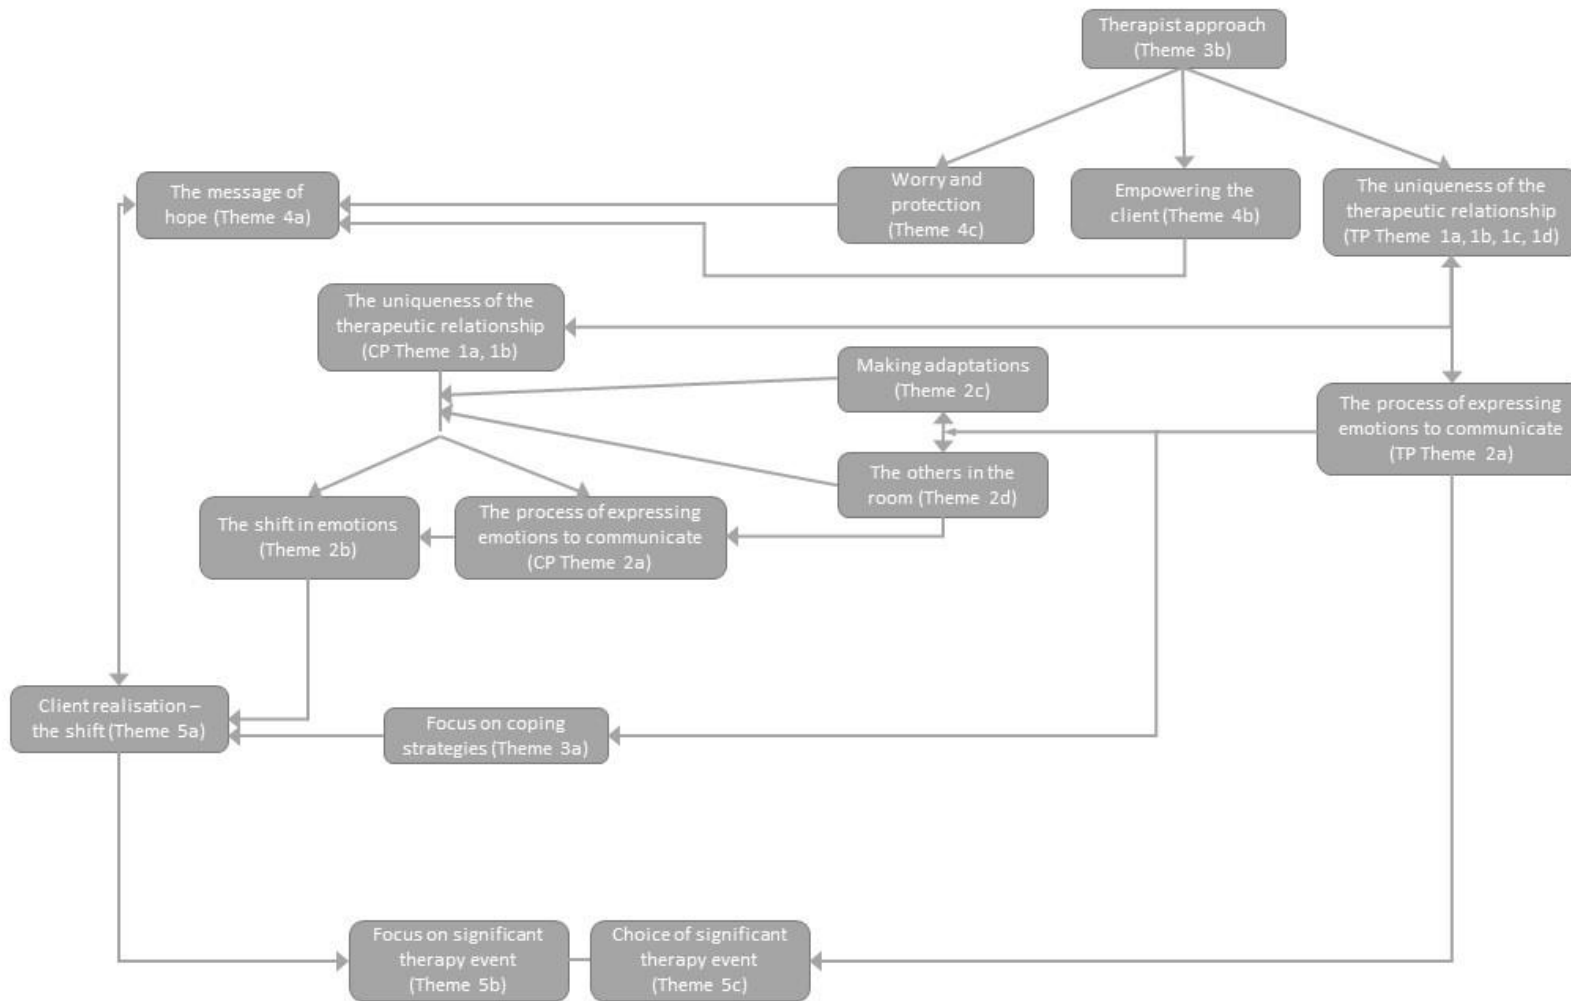 Therapist approach
(Theme 3b)
The message of
hope (Theme 4a)
Worry and
protection
(Theme 4c)
Empowering the
client (Theme 4b)
The uniqueness of the
therapeutic relationship
(TP Theme 1a, 1b, 1c, 1d)
The uniqueness of the
therapeutic relationship
(CP Theme 1a, 1b)
Making adaptations
(Theme 2c)
The process of expressing
emotions to communicate
(TP Theme 2a)
The others in the
room (Theme 2d)
The shift in emotions
(Theme 2b)
The process of expressing
emotions to communicate
(CP Theme 2a)
Client realisation –
the shift (Theme 5a)
Focus on coping
strategies (Theme 3a)
Focus on significant
therapy event
(Theme 5b)
Choice of significant
therapy event
(Theme 5c)